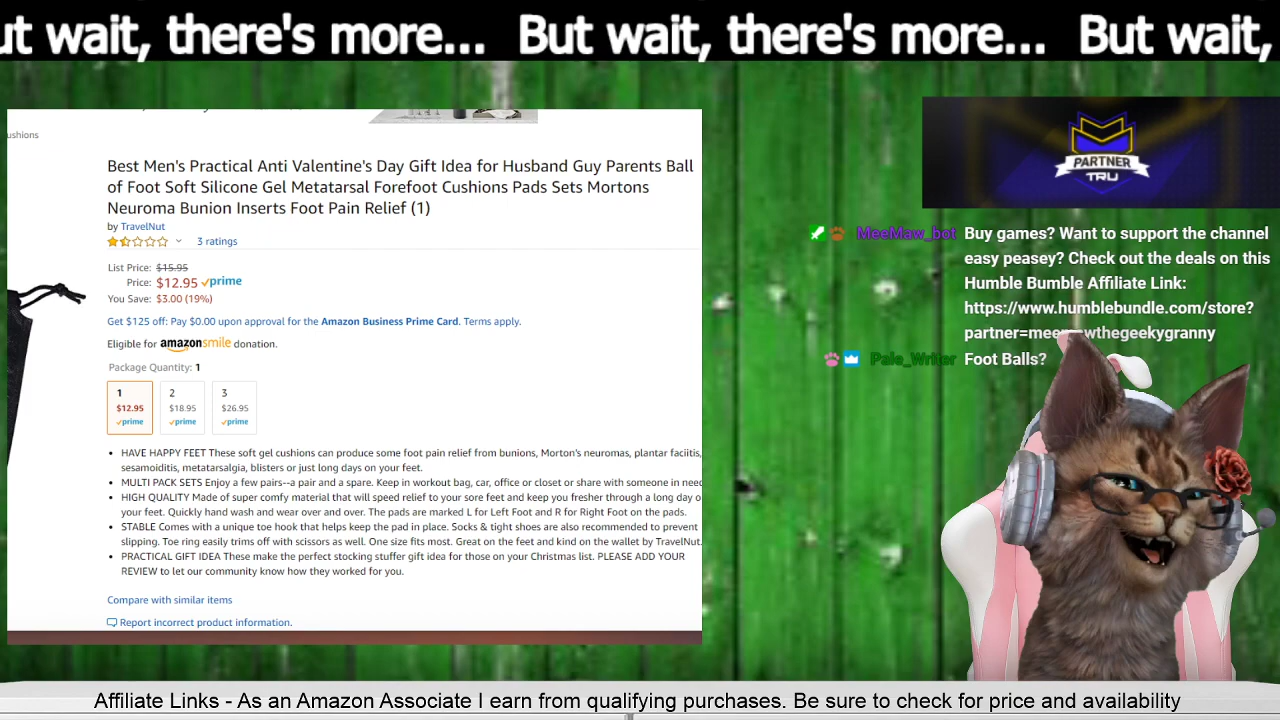 ut wait, there's more... But wait, there's more... But wait,
ushions
Best Men's Practical Anti Valentine's Day Gift Idea for Husband Guy Parents Ball
of Foot Soft Silicone Gel Metatarsal Forefoot Cushions Pads Sets Mortons
Neuroma Bunion Inserts Foot Pain Relief (1)
by TravelNut
3 ratings
List Price: $15.95
Price: $12.95 prime
You Save: $3.00 (19%)
Get $125 off: Pay $0.00 upon approval for the Amazon Business Prime Card. Terms apply.
Eligible for amazonsmile donation.
Package Quantity: 1
1 2 3
$12.95 $18.95 $26.95
prime prime prime
• HAVE HAPPY FEET These soft gel cushions can produce some foot pain relief from bunions, Morton's neuromas, plantar faciitis,
sesamoiditis, metatarsalgia, blisters or just long days on your feet.
• MULTI PACK SETS Enjoy a few pairs--a pair and a spare. Keep in workout bag, car, office or closet or share with someone in need
• HIGH QUALITY Made of super comfy material that will speed relief to your sore feet and keep you fresher through a long day o
your feet. Quickly hand wash and wear over and over. The pads are marked L for Left Foot and R for Right Foot on the pads.
• STABLE Comes with a unique toe hook that helps keep the pad in place. Socks & tight shoes are also recommended to prevent
slipping. Toe ring easily trims off with scissors as well. One size fits most. Great on the feet and kind on the wallet by TravelNut.
• PRACTICAL GIFT IDEA These make the perfect stocking stuffer gift idea for those on your Christmas list. PLEASE ADD YOUR
REVIEW to let our community know how they worked for you.
Compare with similar items
Report incorrect product information.
PARTNER
TRU
MeeMaw_bot Buy games? Want to support the channel
easy peasey? Check out the deals on this
Humble Bumble Affiliate Link:
https://www.humblebundle.com/store?
partner=meemawthegeekygranny
Pale_Writer Foot Balls?
Affiliate Links - As an Amazon Associate I earn from qualifying purchases. Be sure to check for price and availability